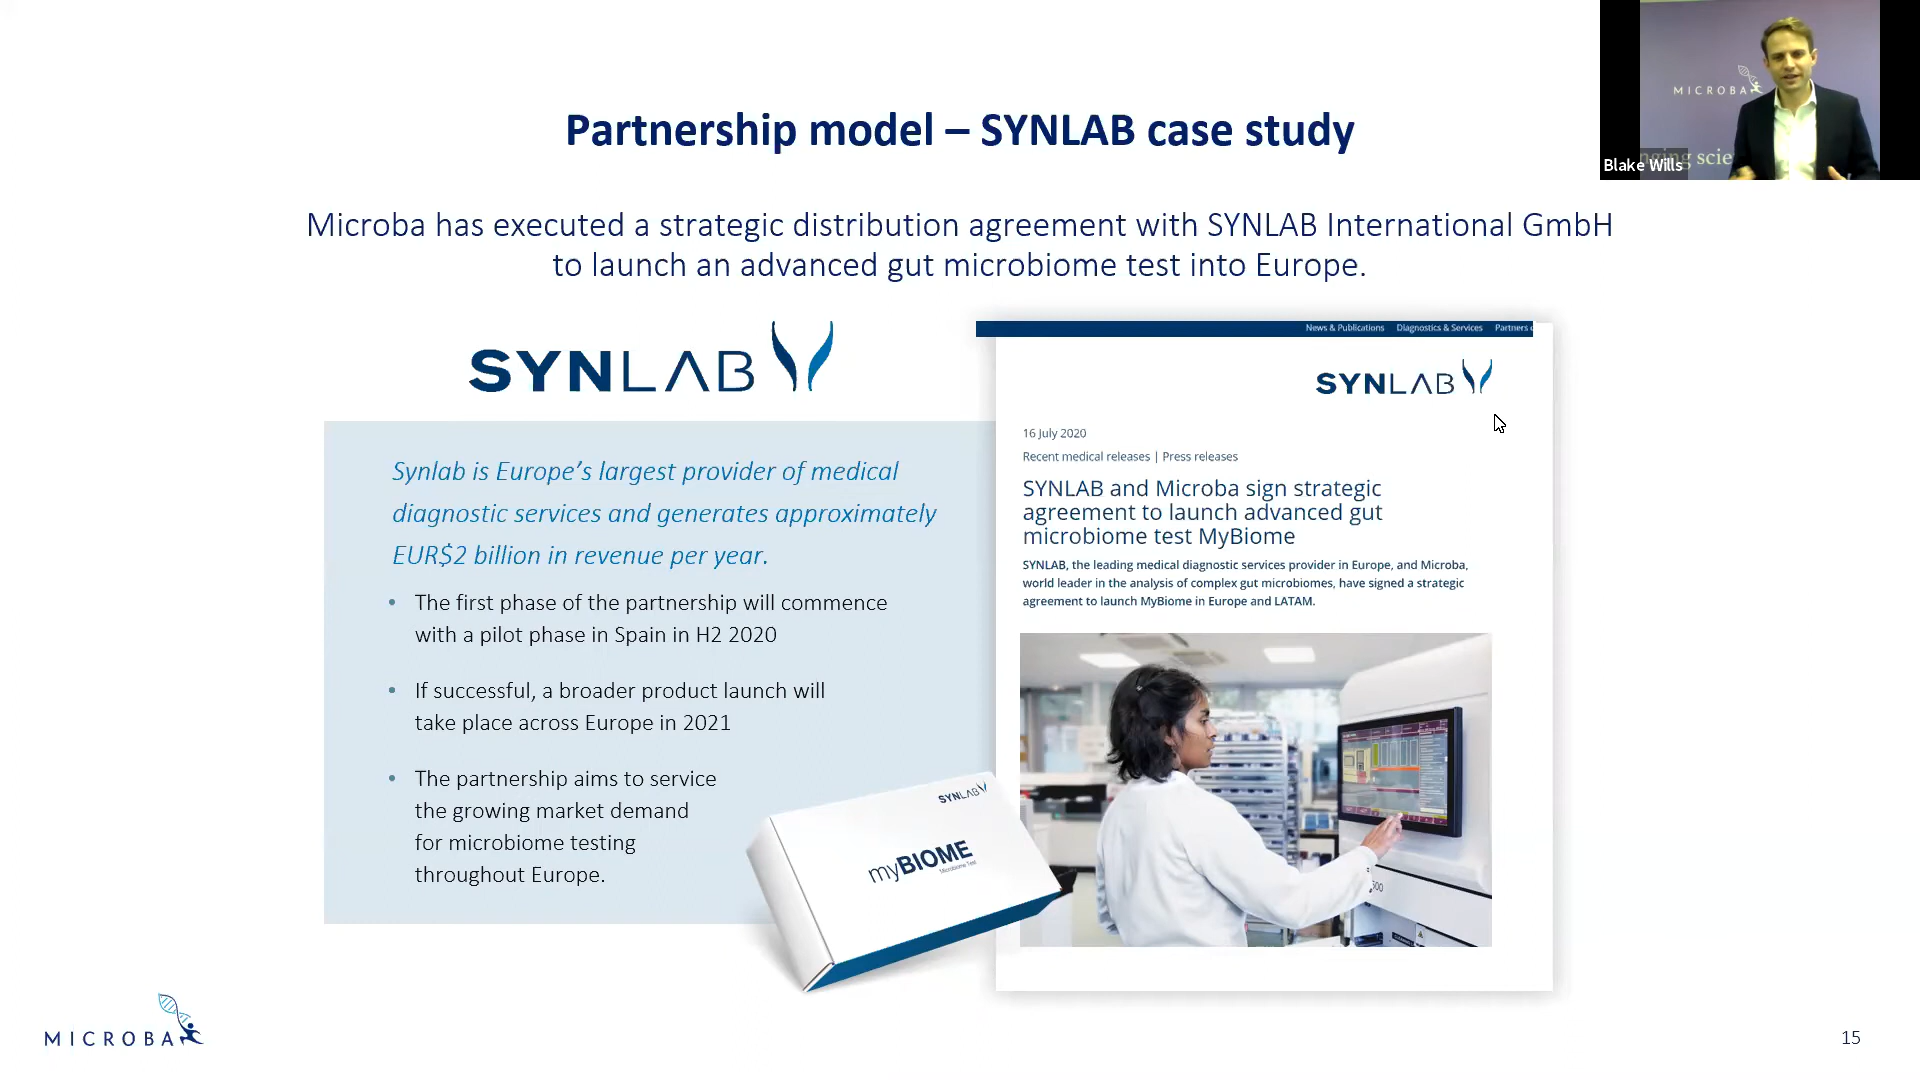 Partnership model – SYNLAB case study
MICROBA
Blake Wills
Microba has executed a strategic distribution agreement with SYNLAB International GmbH
to launch an advanced gut microbiome test into Europe.
SYNLAB
Synlab is Europe's largest provider of medical
diagnostic services and generates approximately
EUR$2 billion in revenue per year.
• The first phase of the partnership will commence
with a pilot phase in Spain in H2 2020
• If successful, a broader product launch will
take place across Europe in 2021
• The partnership aims to service
the growing market demand
for microbiome testing
throughout Europe.
SYNLAB
myBIOME
Microbiome Test
News & Publications Diagnostics & Services Partners
SYNLAB
16 July 2020
Recent medical releases | Press releases
SYNLAB and Microba sign strategic
agreement to launch advanced gut
microbiome test MyBiome
SYNLAB, the leading medical diagnostic services provider in Europe, and Microba,
world leader in the analysis of complex gut microbiomes, have signed a strategic
agreement to launch MyBiome in Europe and LATAM.
MICROBA
15